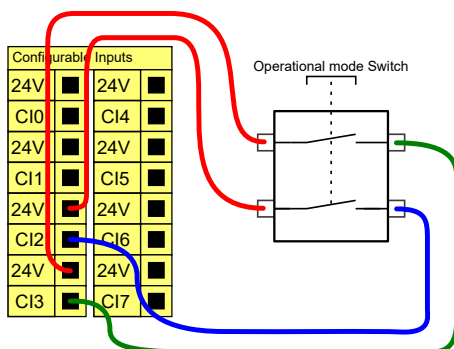 Configurable Inputs
24V 24V
CI0 CI4
24V 24V
CI1 CI5
24V 24V
CI2 CI6
24V 24V
CI3 CI7
Operational mode Switch